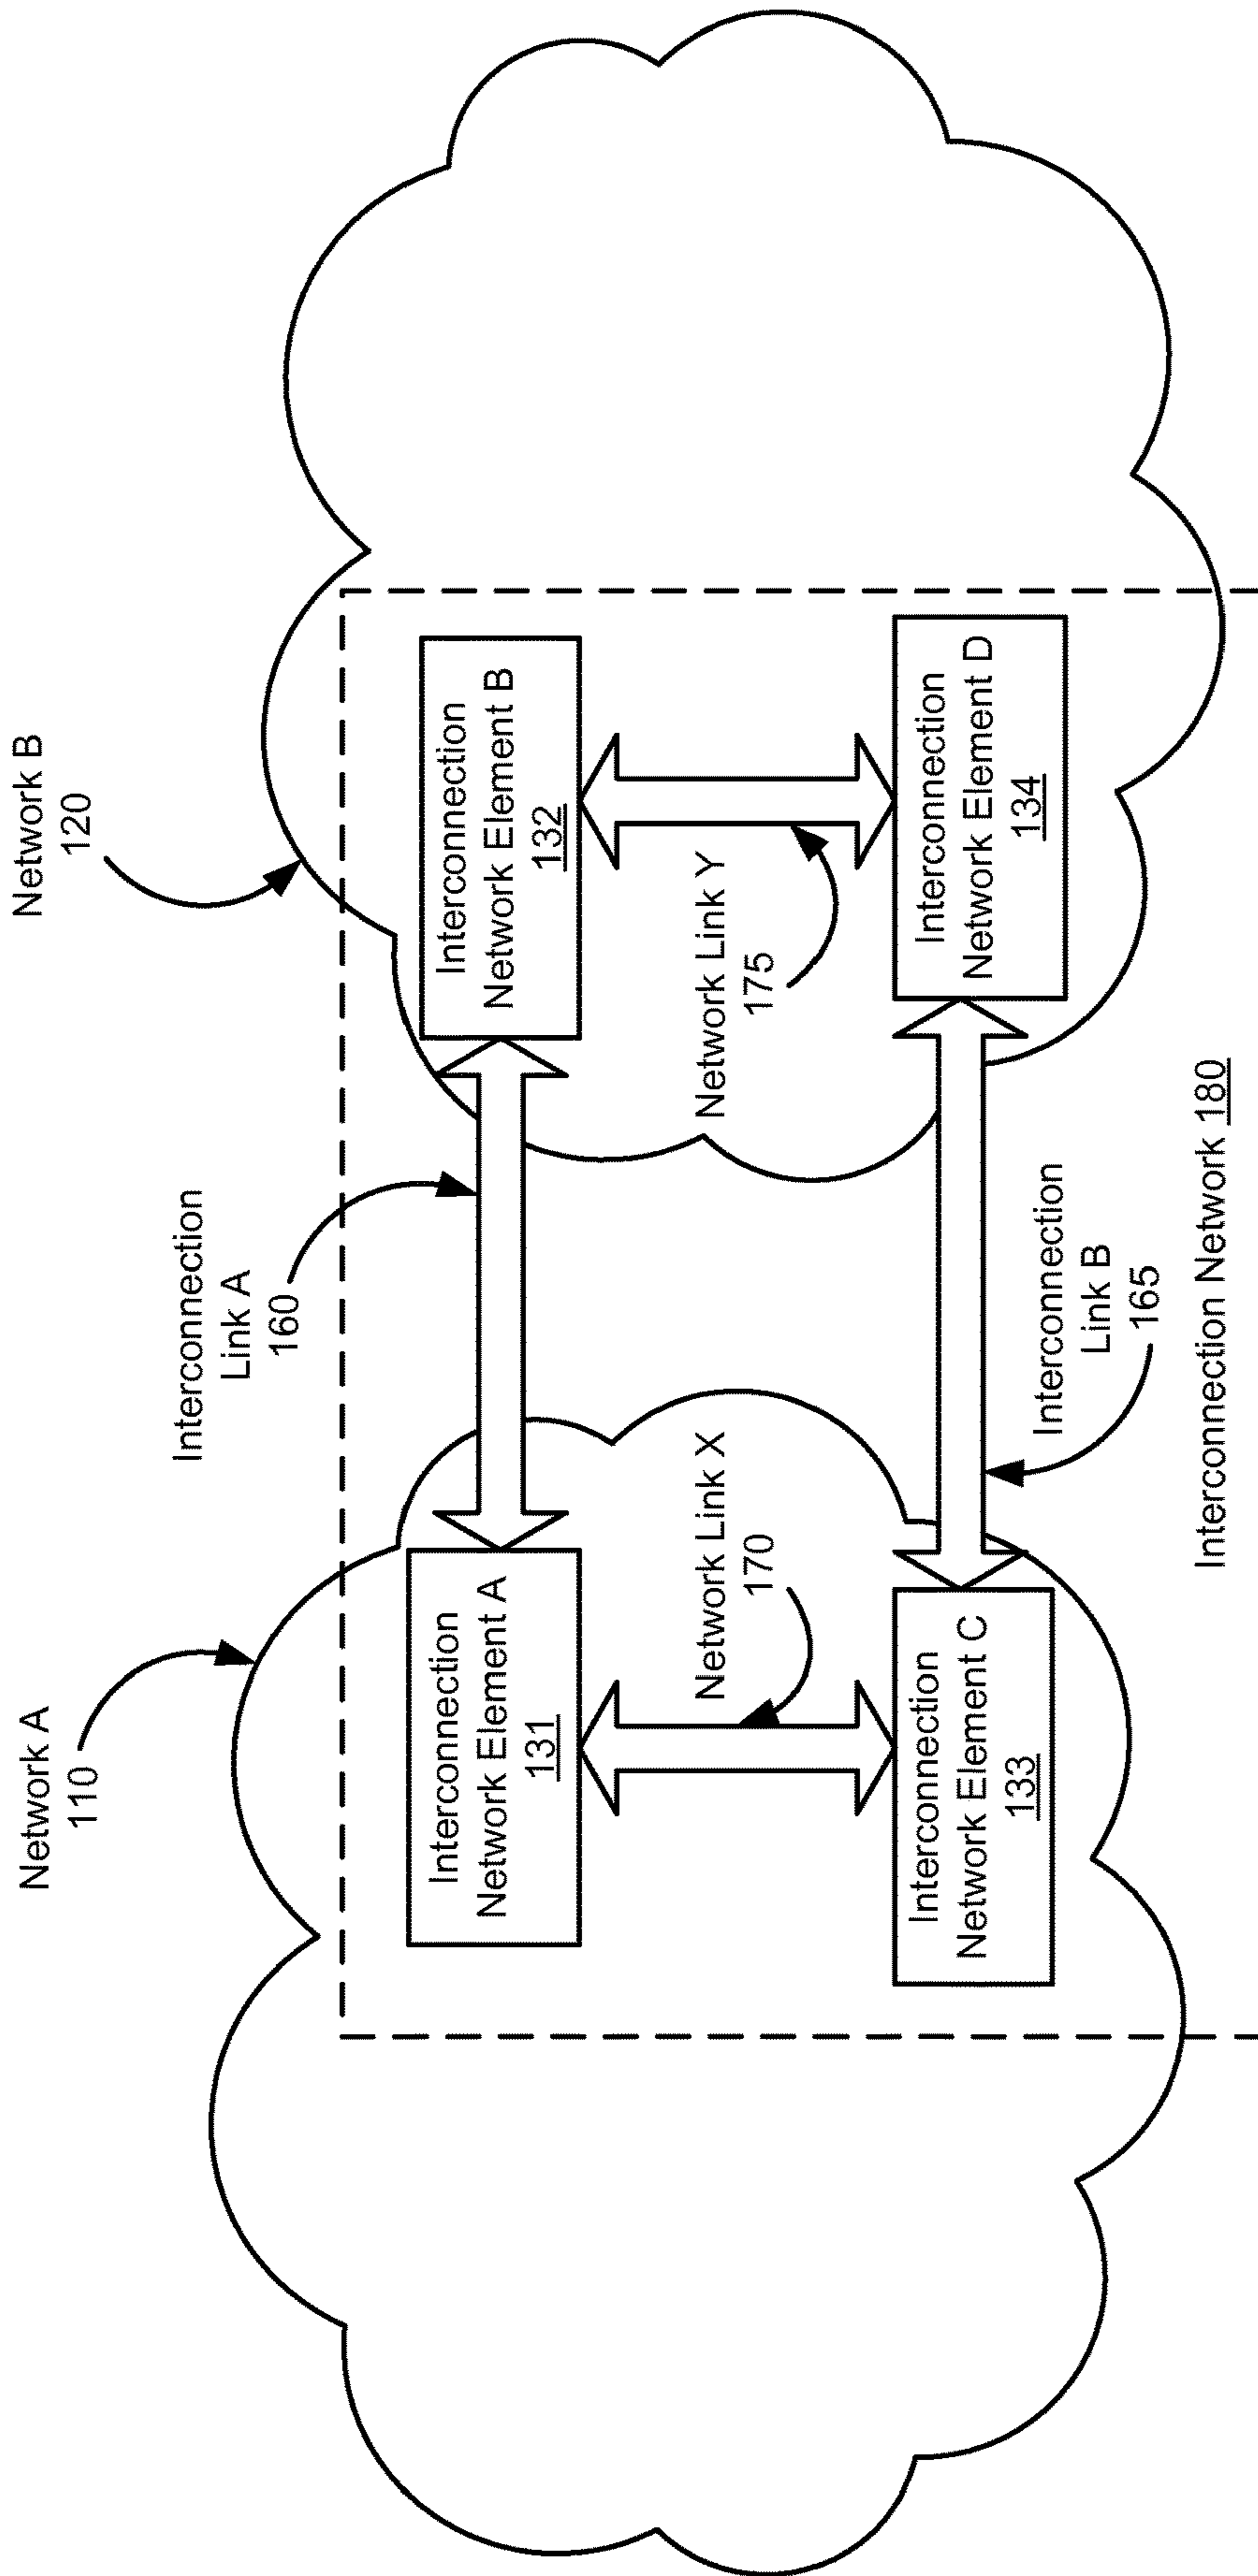 Network A
110
Network B
120
Interconnection
Link A
160
Interconnection
Network Element A
131
Interconnection
Network Element B
132
Network Link X
170
Network Link Y
175
Interconnection
Network Element C
133
Interconnection
Network Element D
134
Interconnection
Link B
165
Interconnection Network 180